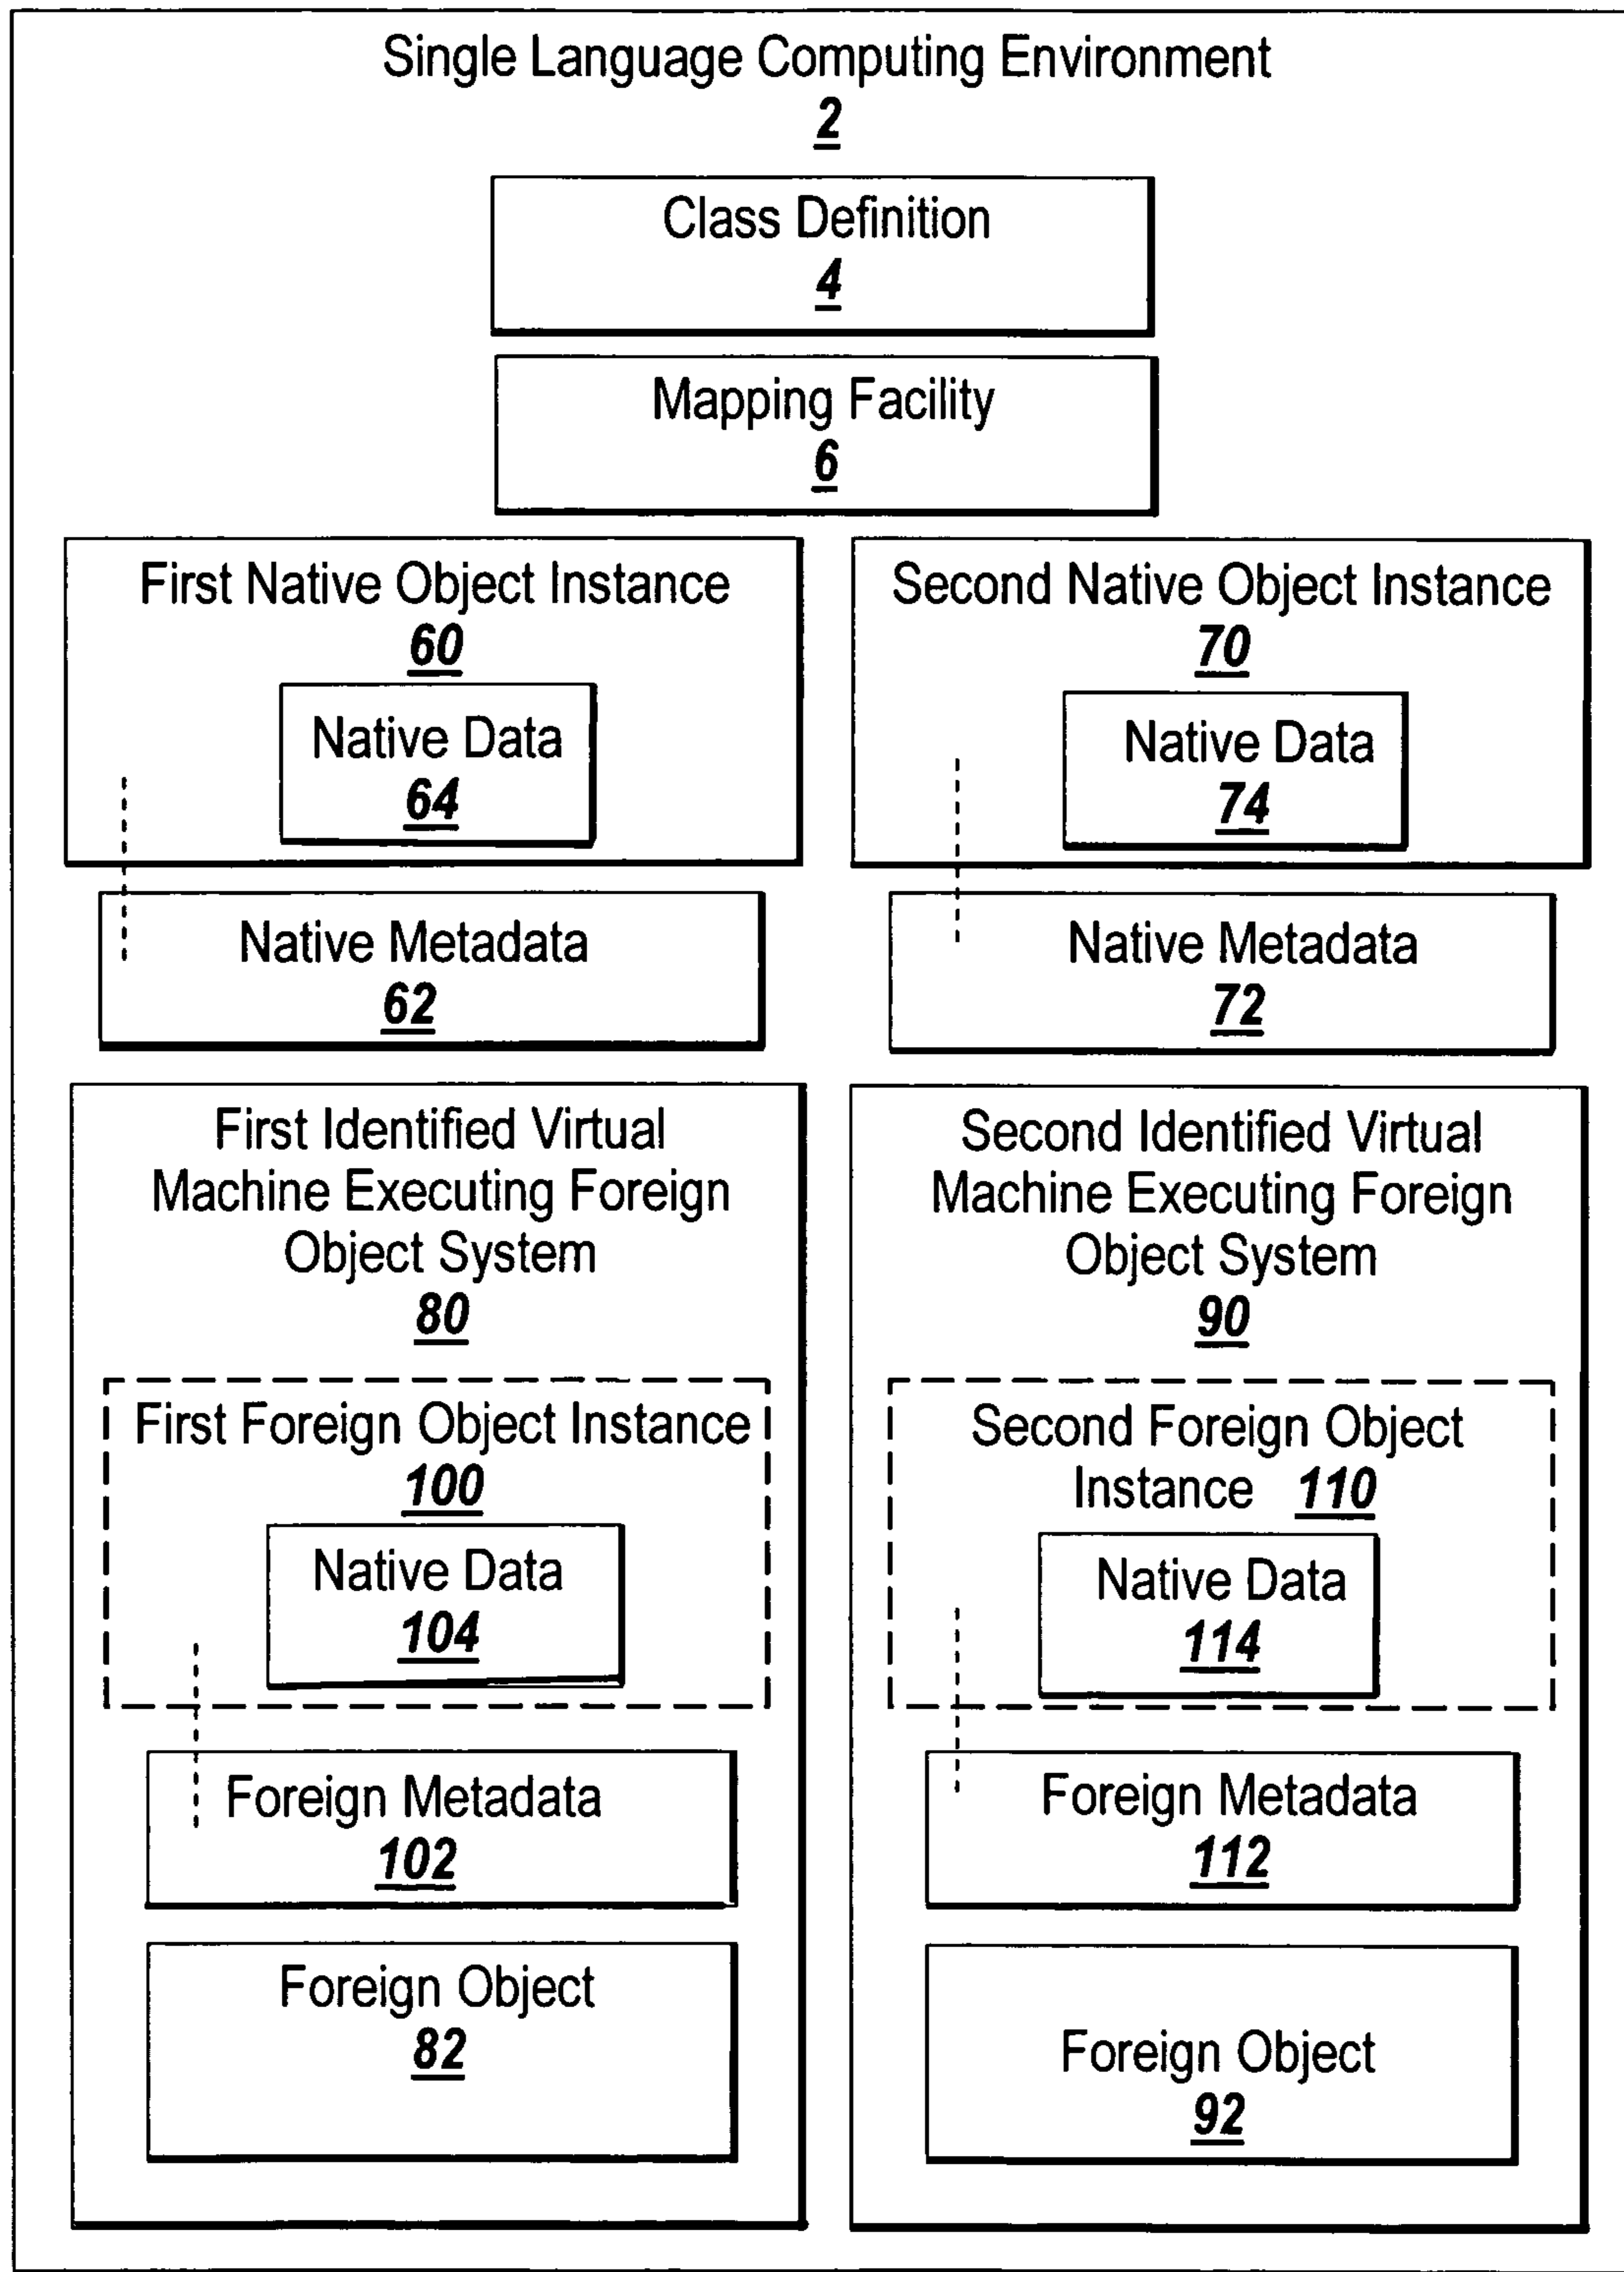 Single Language Computing Environment
2
Class Definition
4
Mapping Facility
6
First Native Object Instance
60
Native Data
64
Native Metadata
62
Second Native Object Instance
70
Native Data
74
Native Metadata
72
First Identified Virtual
Machine Executing Foreign
Object System
80
First Foreign Object Instance
100
Native Data
104
Foreign Metadata
102
Foreign Object
82
Second Identified Virtual
Machine Executing Foreign
Object System
90
Second Foreign Object
Instance 110
Native Data
114
Foreign Metadata
112
Foreign Object
92